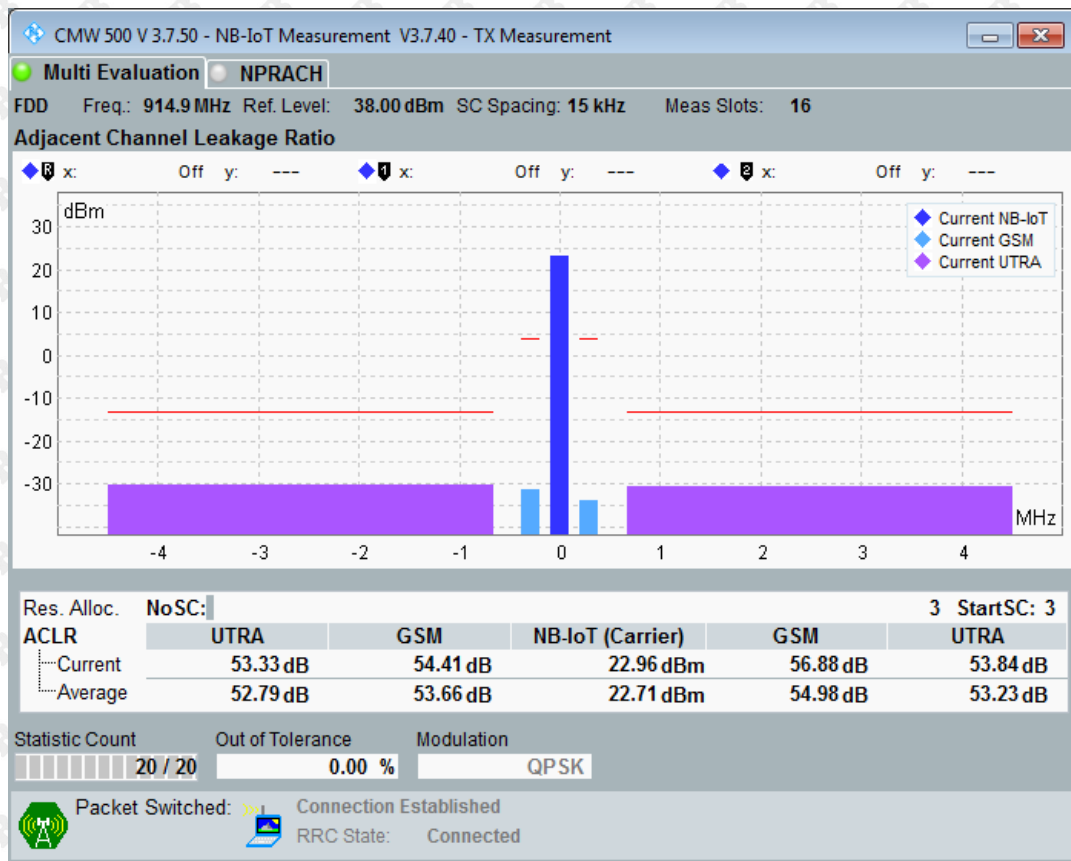 CMW 500 V 3.7.50 - NB-IoT Measurement V3.7.40 - TX Measurement
Multi Evaluation NPRACH
FDD Freq.: 914.9 MHz Ref. Level: 38.00 dBm SC Spacing: 15 kHz Meas Slots: 16
Adjacent Channel Leakage Ratio
R x: Off y: --- 1 x: Off y: --- 2 x: Off y: ---
dBm
Current NB-IoT
Current GSM
Current UTRA
30
20
10
0
-10
-20
-30
MHz
-4 -3 -2 -1 0 1 2 3 4
Res. Alloc. NoSC: 3 StartSC: 3
ACLR UTRA GSM NB-IoT (Carrier) GSM UTRA
Current 53.33 dB 54.41 dB 22.96 dBm 56.88 dB 53.84 dB
Average 52.79 dB 53.66 dB 22.71 dBm 54.98 dB 53.23 dB
Statistic Count Out of Tolerance Modulation
20 / 20 0.00 % QPSK
Packet Switched: Connection Established
RRC State: Connected